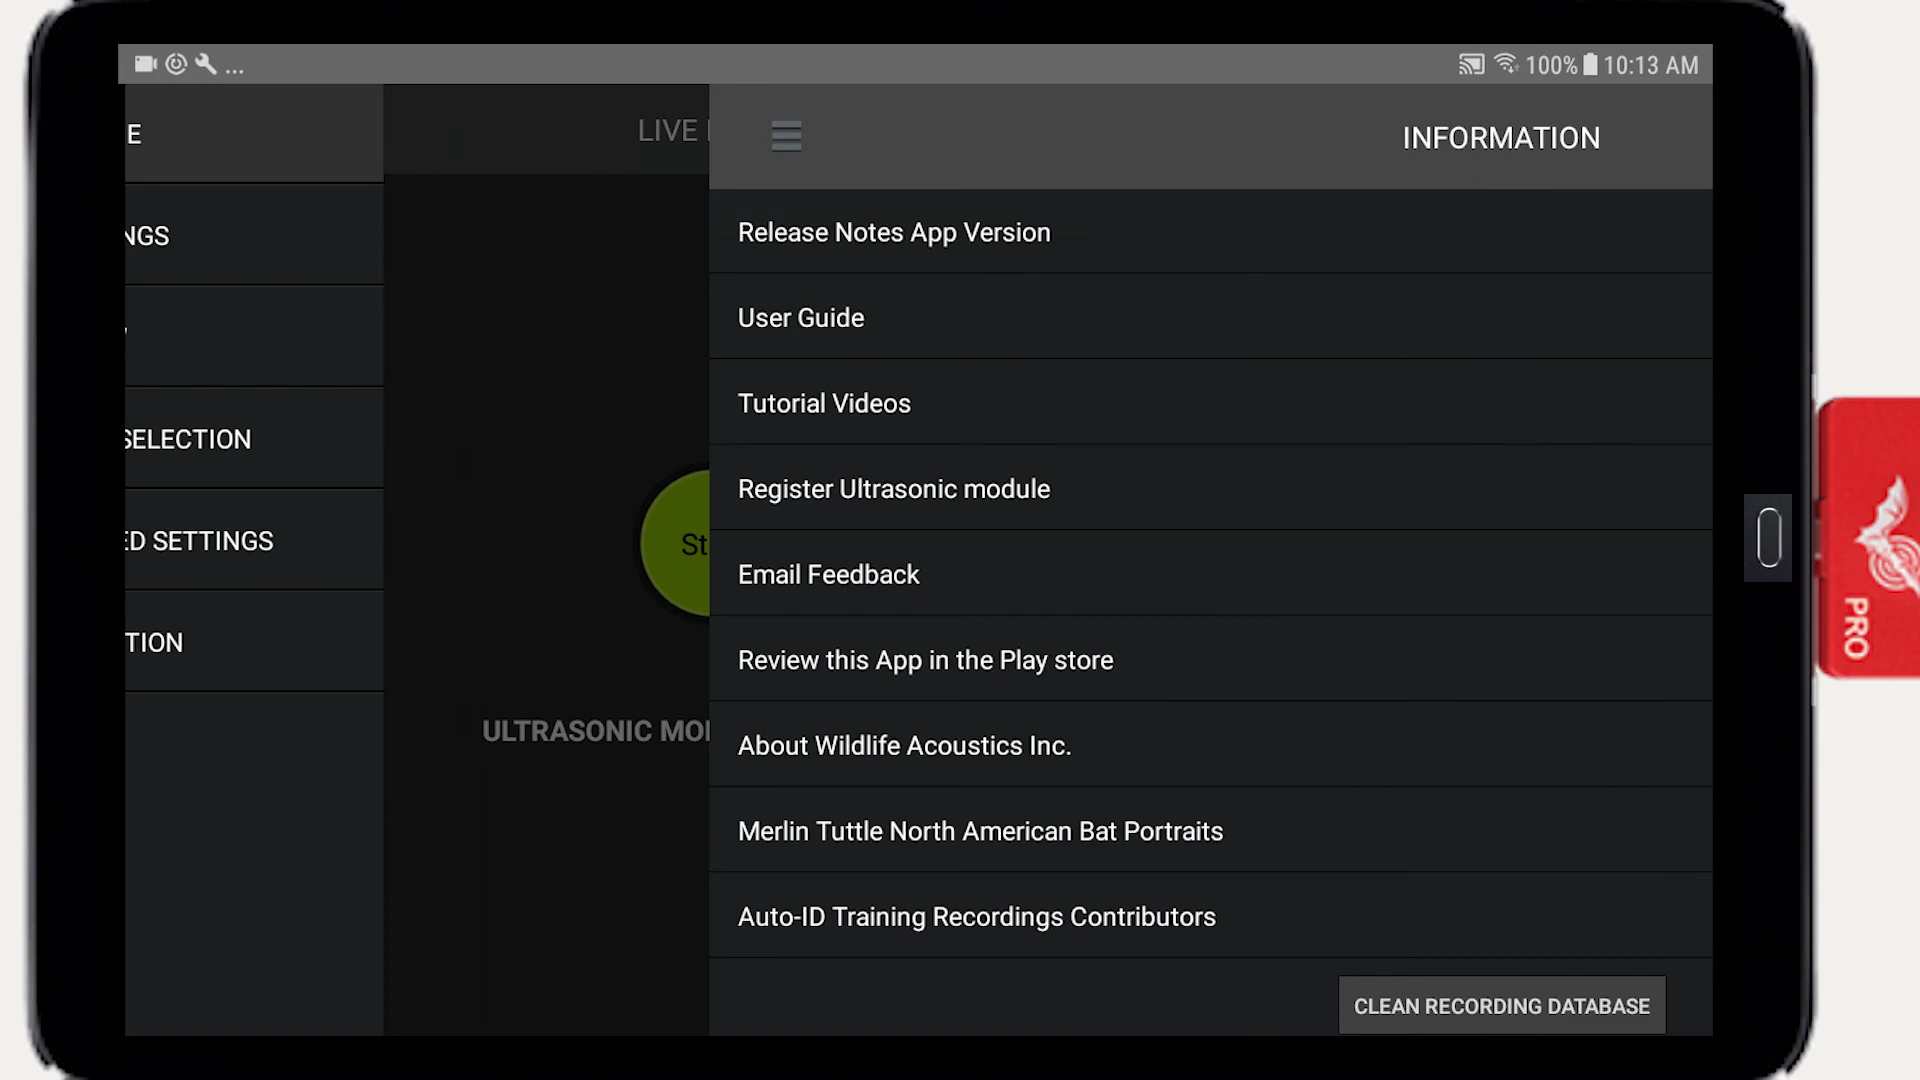 100% 10:13 AM
E
NGS
SELECTION
ED SETTINGS
TION
LIVE
St
ULTRASONIC MO
INFORMATION
Release Notes App Version
User Guide
Tutorial Videos
Register Ultrasonic module
Email Feedback
Review this App in the Play store
About Wildlife Acoustics Inc.
Merlin Tuttle North American Bat Portraits
Auto-ID Training Recordings Contributors
CLEAN RECORDING DATABASE
PRO